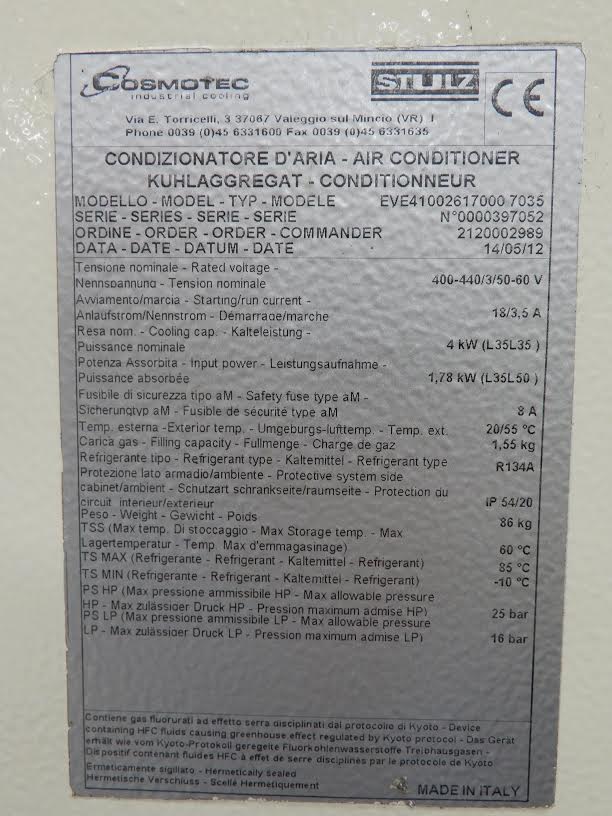 COSMOTEC
industrial cooling
STULZ
CE
Via E. Torricelli, 3 37067 Valeggio sul Mincio (VR) I
Phone 0039 (0)45 6331600 Fax 0039 (0)45 6331635
CONDIZIONATORE D'ARIA - AIR CONDITIONER
KUHLAGGREGAT - CONDITIONNEUR
MODELLO - MODEL - TYP - MODELE EVE41002617000 7035
SERIE - SERIES - SERIE - SERIE N°0000397052
ORDINE - ORDER - ORDER - COMMANDER 2120002989
DATA - DATE - DATUM - DATE 14/05/12
Tensione nominale - Rated voltage -
Nennspannung - Tension nominale 400-440/3/50-60 V
Avviamento/marcia - Starting/run current -
Anlaufstrom/Nennstrom - Démarrage/marche 18/3,5 A
Resa nom. - Cooling cap. - Kalteleistung -
Puissance nominale 4 kW (L35L35 )
Potenza Assorbita - Input power - Leistungsaufnahme -
Puissance absorbée 1,78 kW (L35L50 )
Fusibile di sicurezza tipo aM - Safety fuse type aM -
Sicherungtyp aM - Fusible de sécurité type aM 8 A
Temp. esterna -Exterior temp. - Umgebungs-lufttemp. - Temp. ext. 20/55 °C
Carica gas - Filling capacity - Fullmenge - Charge de gaz 1,55 kg
Refrigerante tipo - Refrigerant type - Kaltemittel - Refrigerant type R134A
Protezione lato armadio/ambiente - Protective system side
cabinet/ambient - Schutzart schrankseite/raumseite - Protection du
circuit interieur/exterieur IP 54/20
Peso - Weight - Gewicht - Poids 86 kg
TSS (Max temp. Di stoccaggio - Max Storage temp. - Max
Lagertemperatur - Temp. Max d'emmagasinage) 60 °C
TS MAX (Refrigerante - Refrigerant - Kaltemittel - Refrigerant) 85 °C
TS MIN (Refrigerante - Refrigerant - Kaltemittel - Refrigerant) -10 °C
PS HP (Max pressione ammissibile HP - Max allowable pressure
HP - Max zulässiger Druck HP - Pression maximum admise HP) 25 bar
PS LP (Max pressione ammissibile LP - Max allowable pressure
LP - Max zulässiger Druck LP - Pression maximum admise LP) 16 bar
Contiene gas fluorurati ad effetto serra disciplinati dal protocollo di Kyoto - Device
containing HFC fluids causing greenhouse effect regulated by Kyoto protocol - Das Gerät
erhält wie vom Kyoto-Protokoll geregelte Fluorkohlenwasserstoffe Treibhausgasen -
Dispositif contenant fluides HFC à effet de serre disciplinés par le protocole de Kyoto
Ermeticamente sigillato - Hermetically sealed
Hermetische Verschluss - Scellé Hermetiquement
MADE IN ITALY